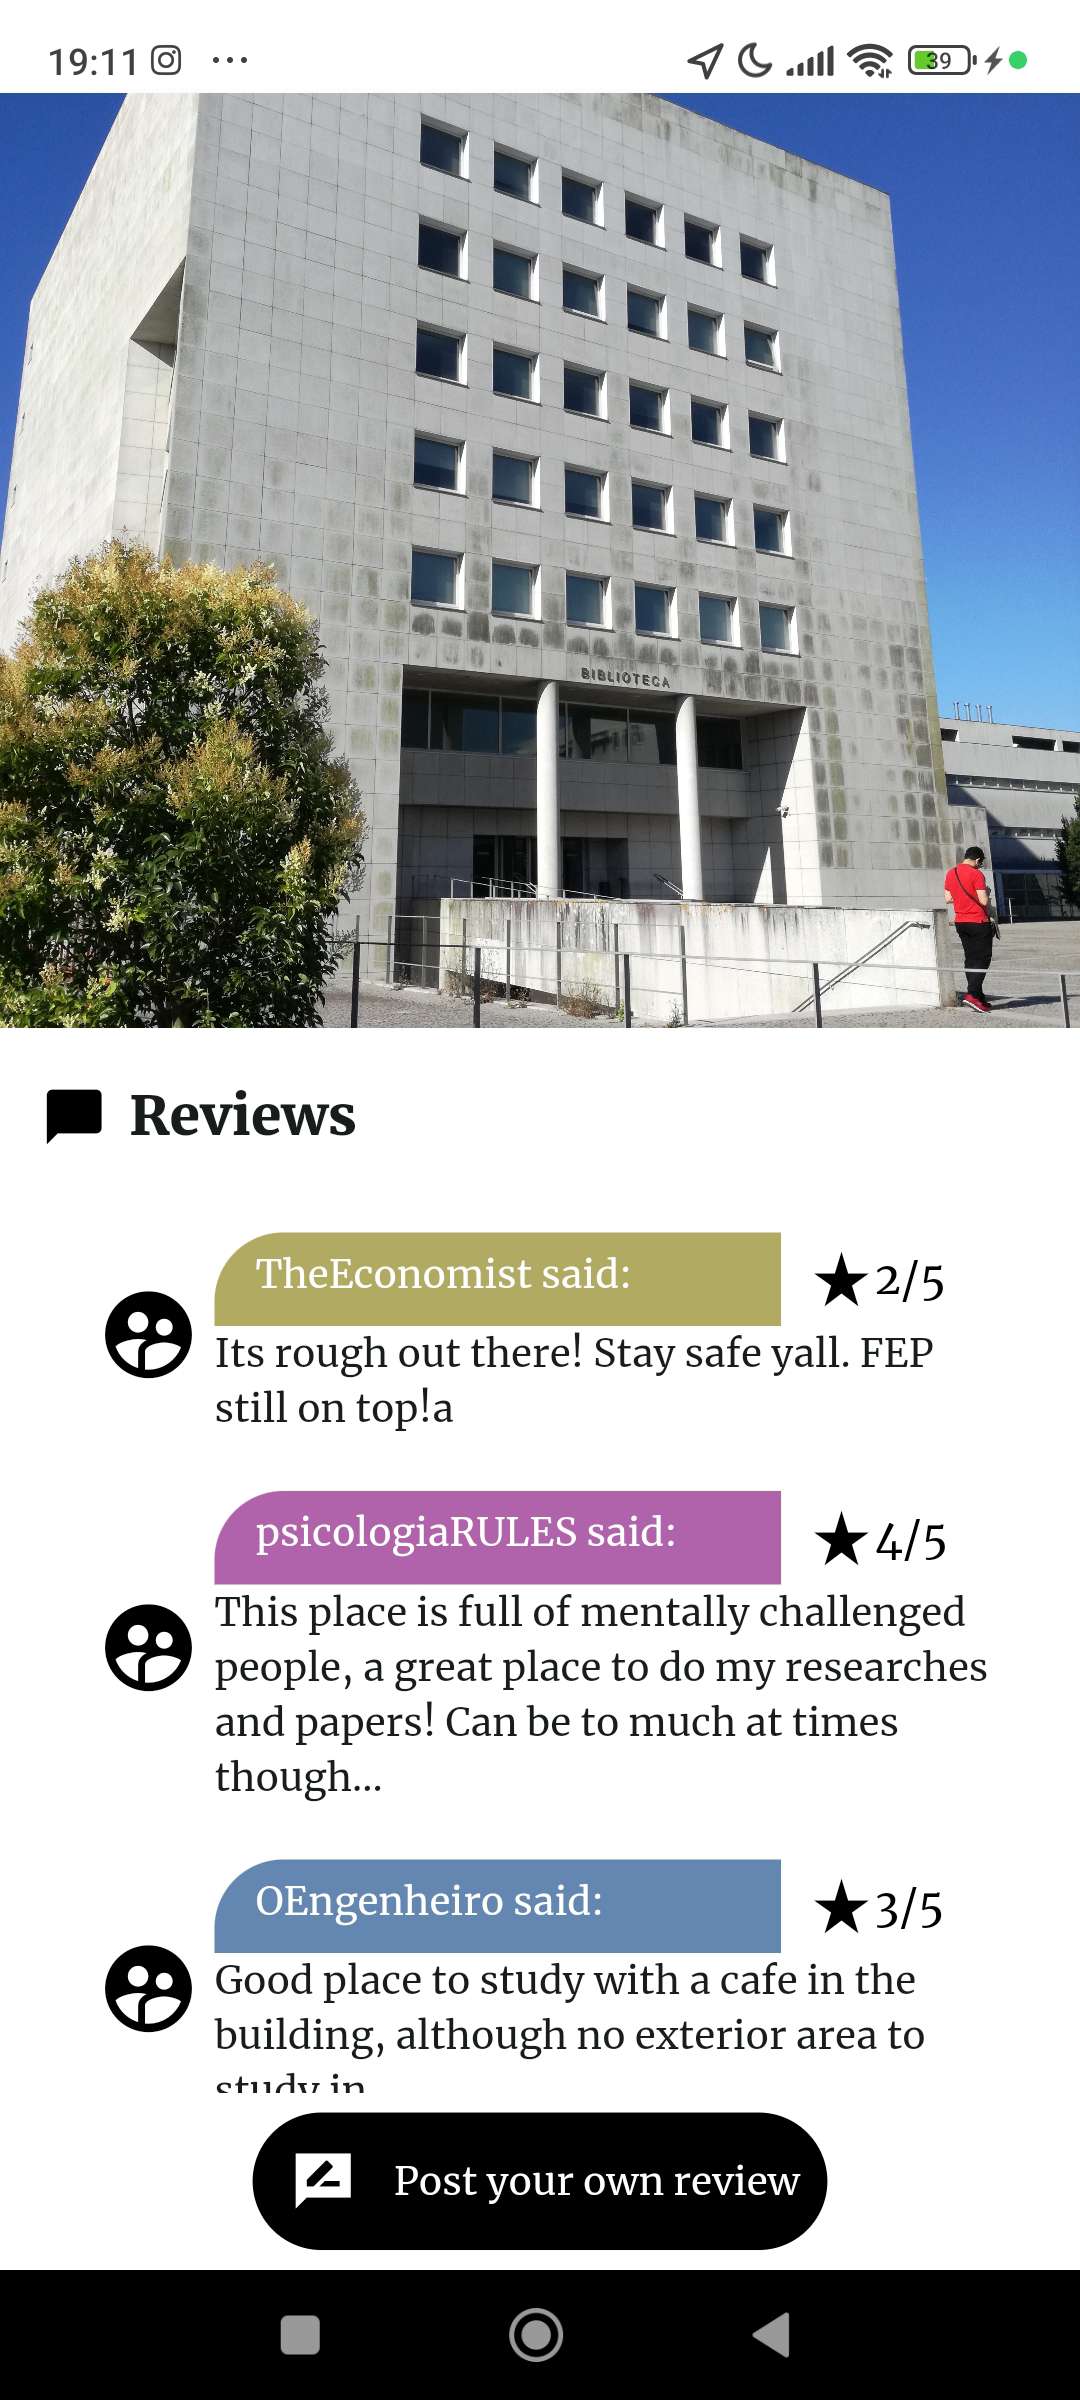 19:11
39
BIBLIOTECA
Reviews
TheEconomist said:
2/5
Its rough out there! Stay safe yall. FEP
still on top!a
psicologiaRULES said:
4/5
This place is full of mentally challenged
people, a great place to do my researches
and papers! Can be to much at times
though...
OEngenheiro said:
3/5
Good place to study with a cafe in the
building, although no exterior area to
study in
Post your own review